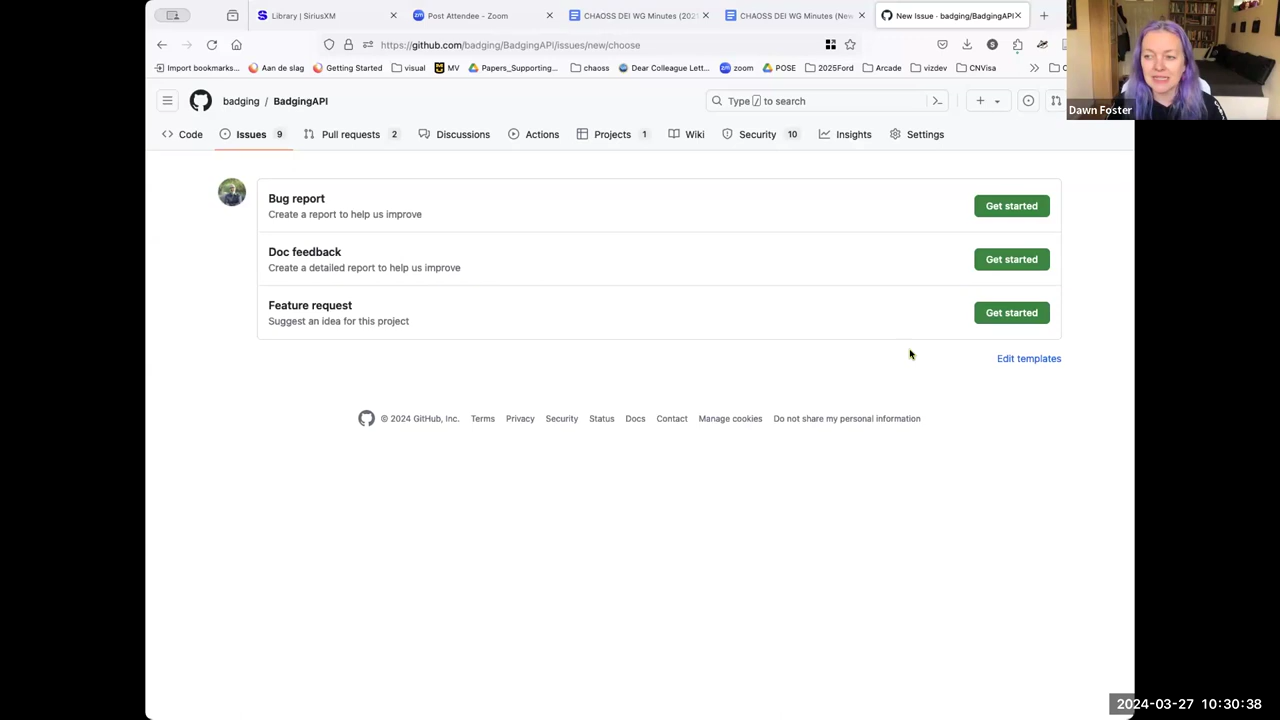 Library | SiriusXM
Post Attendee - Zoom
CHAOSS DEI WG Minutes (2021
CHAOSS DEI WG Minutes (New
New Issue · badging/BadgingAPI
https://github.com/badging/BadgingAPI/issues/new/choose
Import bookmarks...
Aan de slag
Getting Started
visual
MV
Papers_Supporting_...
chaoss
Dear Colleague Lett...
zoom
POSE
2025Ford
Arcade
vizdev
CNVisa
Dawn Foster
badging / BadgingAPI
Type / to search
Code
Issues 9
Pull requests 2
Discussions
Actions
Projects 1
Wiki
Security 10
Insights
Settings
Bug report
Create a report to help us improve
Get started
Doc feedback
Create a detailed report to help us improve
Get started
Feature request
Suggest an idea for this project
Get started
Edit templates
© 2024 GitHub, Inc. Terms Privacy Security Status Docs Contact Manage cookies Do not share my personal information
2024-03-27 10:30:38